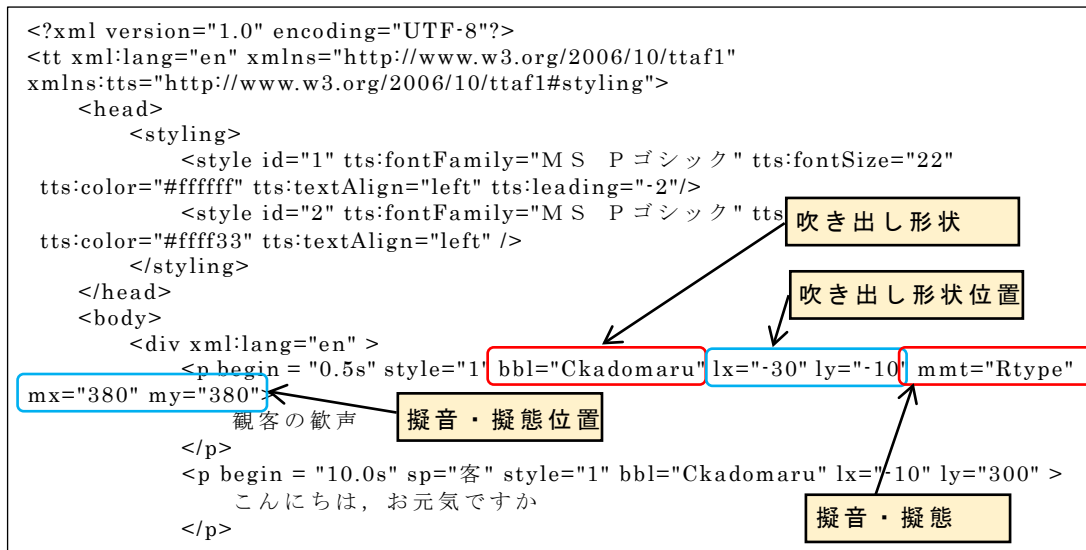 <?xml version="1.0" encoding="UTF-8"?>
<tt xml:lang="en" xmlns="http://www.w3.org/2006/10/ttaf1"
xmlns:tts="http://www.w3.org/2006/10/ttaf1#styling">
<head>
<styling>
<style id="1" tts:fontFamily="ＭＳ　Ｐゴシック" tts:fontSize="22"
tts:color="#ffffff" tts:textAlign="left" tts:leading="-2"/>
<style id="2" tts:fontFamily="ＭＳ　Ｐゴシック" tts
吹き出し形状
tts:color="#ffff33" tts:textAlign="left" />
</styling>
吹き出し形状位置
</head>
<body>
<div xml:lang="en" >
<p begin = "0.5s" style="1" bbl="Ckadomaru" lx="-30" ly="-10" mmt="Rtype"
mx="380" my="380">
観客の歓声
擬音・擬態位置
</p>
<p begin = "10.0s" sp="客" style="1" bbl="Ckadomaru" lx="-10" ly="300" >
こんにちは，お元気ですか
擬音・擬態
</p>